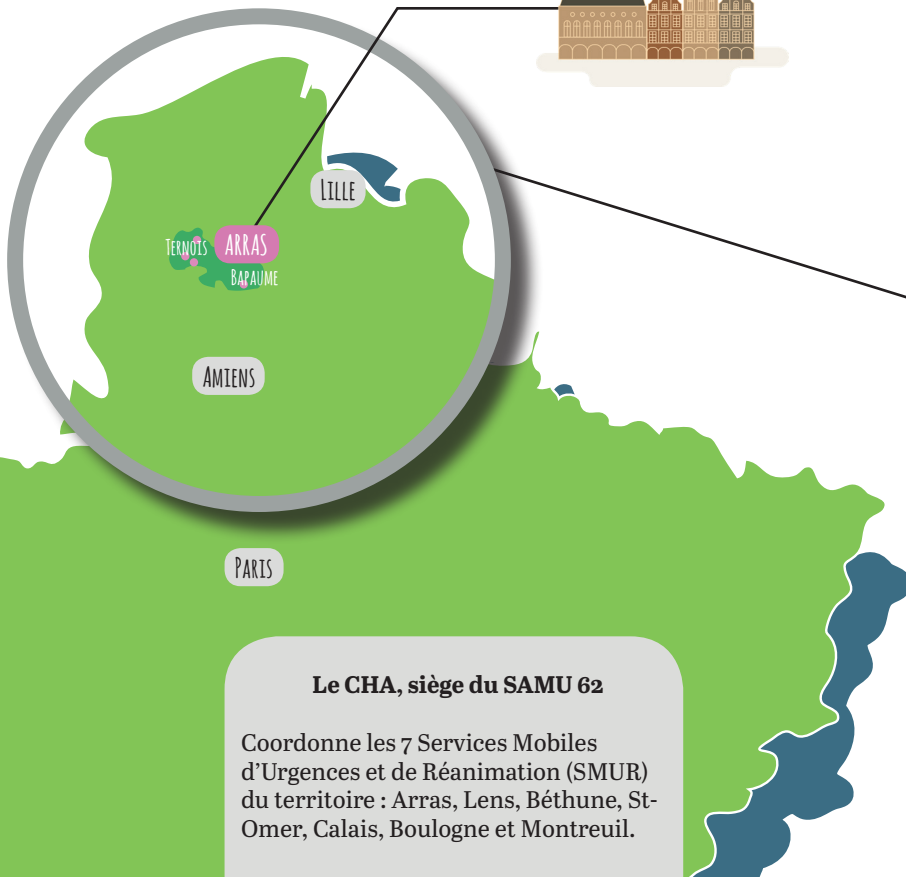 Lille
Ternois
ARRAS
Bapaume
Amiens
Paris
Le CHA, siège du SAMU 62
Coordonne les 7 Services Mobiles
d’Urgences et de Réanimation (SMUR)
du territoire : Arras, Lens, Béthune, St-
Omer, Calais, Boulogne et Montreuil.